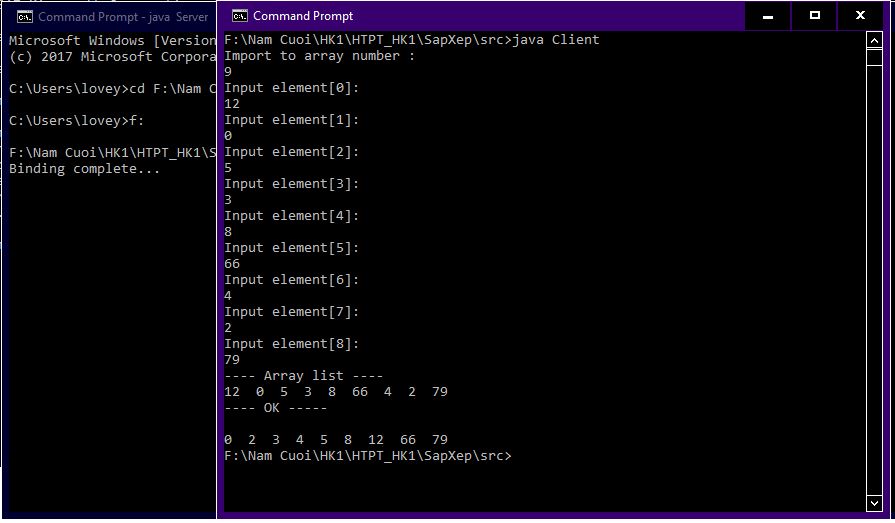 Command Prompt - java Server
Microsoft Windows [Version
(c) 2017 Microsoft Corpora
C:\Users\lovey>cd F:\Nam C
C:\Users\lovey>f:
F:\Nam Cuoi\HK1\HTPT_HK1\S
Binding complete...
Command Prompt
F:\Nam Cuoi\HK1\HTPT_HK1\SapXep\src>java Client
Import to array number :
9
Input element[0]:
12
Input element[1]:
0
Input element[2]:
5
Input element[3]:
3
Input element[4]:
8
Input element[5]:
66
Input element[6]:
4
Input element[7]:
2
Input element[8]:
79
---- Array list ----
12  0  5  3  8  66  4  2  79
---- OK -----
0  2  3  4  5  8  12  66  79
F:\Nam Cuoi\HK1\HTPT_HK1\SapXep\src>